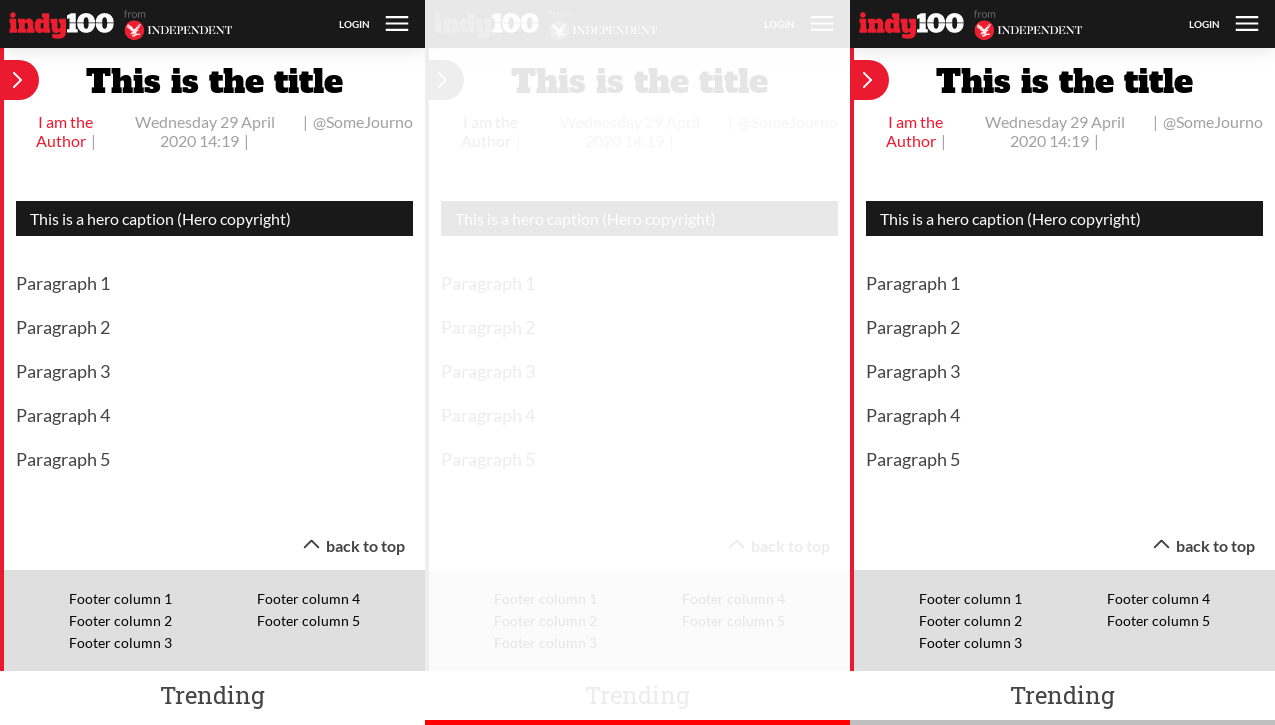 indy100 from INDEPENDENT LOGIN
This is the title
I am the Author | Wednesday 29 April 2020 14:19 | | @SomeJourno
This is a hero caption (Hero copyright)
Paragraph 1
Paragraph 2
Paragraph 3
Paragraph 4
Paragraph 5
back to top
Footer column 1 Footer column 4
Footer column 2 Footer column 5
Footer column 3
Trending
indy100 from INDEPENDENT LOGIN
This is the title
I am the Author | Wednesday 29 April 2020 14:19 | | @SomeJourno
This is a hero caption (Hero copyright)
Paragraph 1
Paragraph 2
Paragraph 3
Paragraph 4
Paragraph 5
back to top
Footer column 1 Footer column 4
Footer column 2 Footer column 5
Footer column 3
Trending
indy100 from INDEPENDENT LOGIN
This is the title
I am the Author | Wednesday 29 April 2020 14:19 | | @SomeJourno
This is a hero caption (Hero copyright)
Paragraph 1
Paragraph 2
Paragraph 3
Paragraph 4
Paragraph 5
back to top
Footer column 1 Footer column 4
Footer column 2 Footer column 5
Footer column 3
Trending